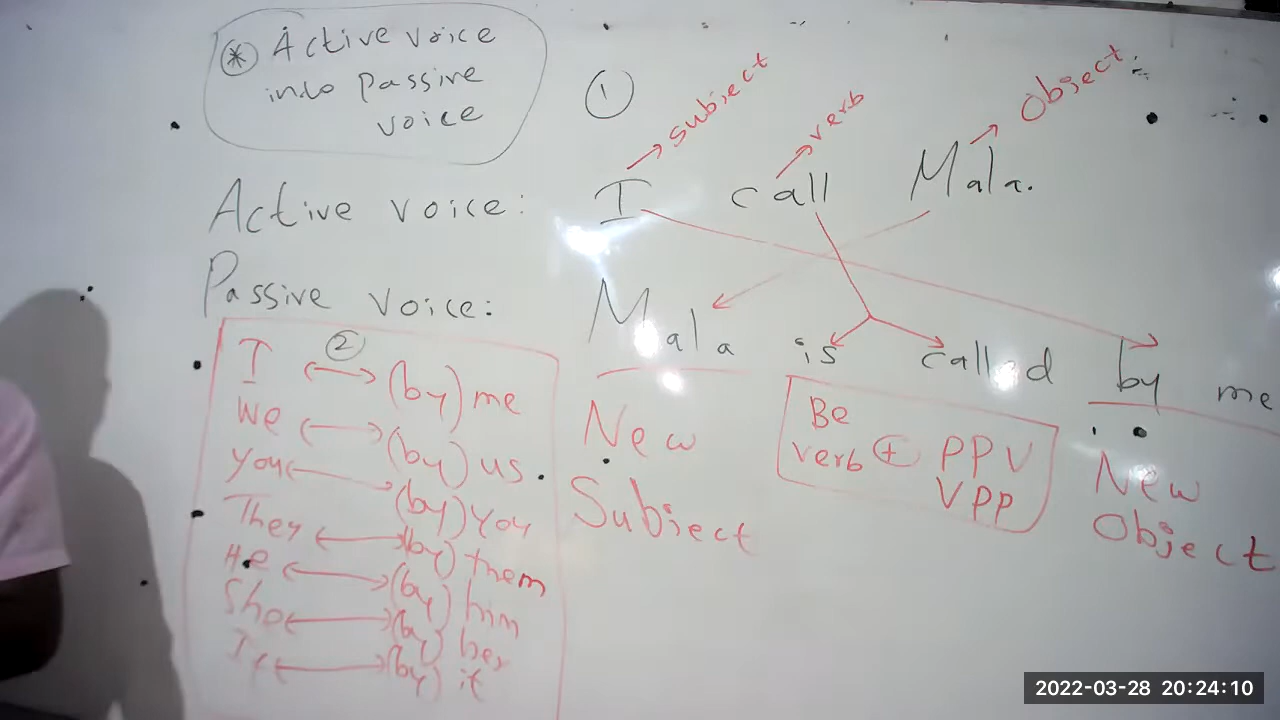 * Active voice
into passive
voice
1
subject
verb
Object
Active voice: I call Mala.
Passive voice: Mala is called by me
2
I (by) me
We (by) us
You (by) you
They (by) them
He (by) him
She (by) her
It (by) it
New
Subject
Be
verb + PPV
VPP
New
Object
2022-03-28 20:24:10